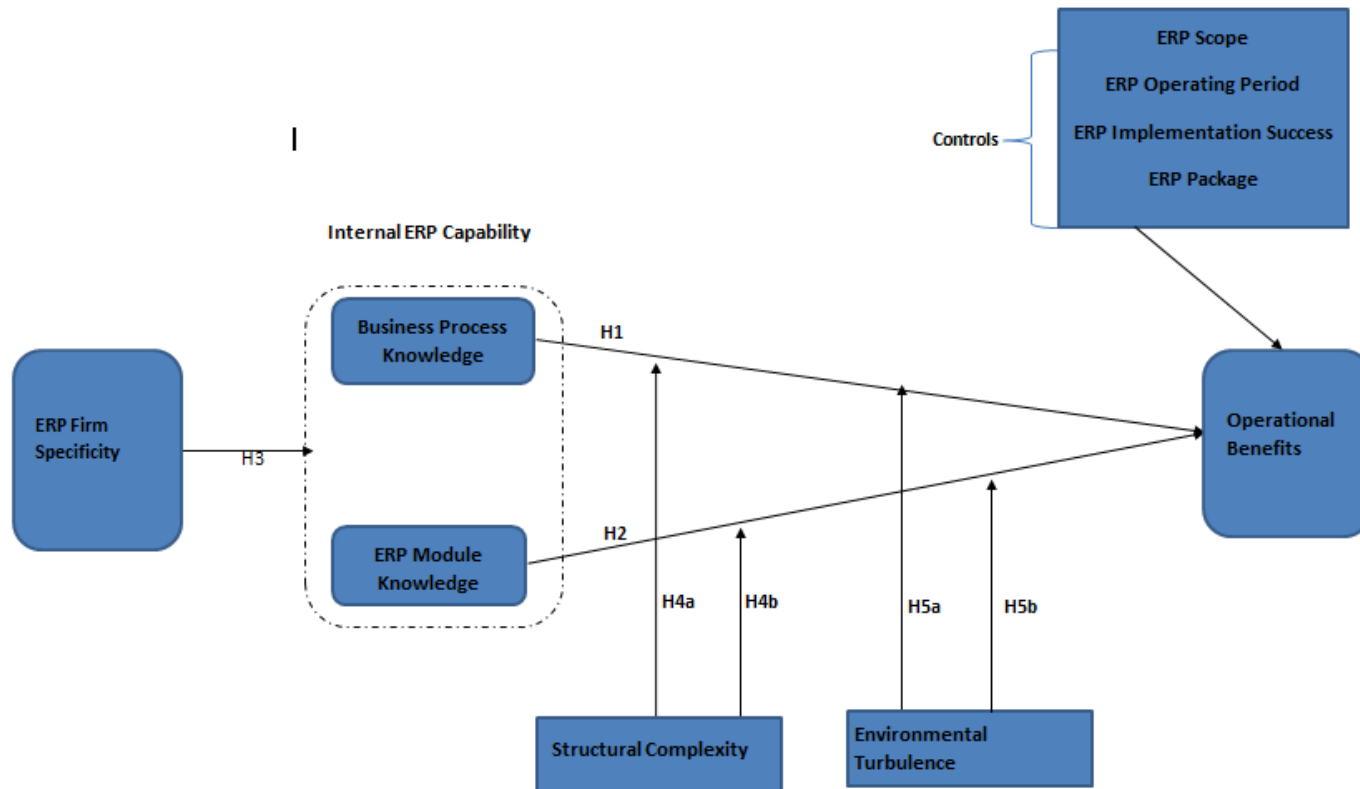 ERP Scope
ERP Operating Period
Controls
ERP Implementation Success
ERP Package
Internal ERP Capability
Business Process
Knowledge
H1
ERP Firm
Specificity
H3
Operational
Benefits
H2
ERP Module
Knowledge
H4a
H4b
H5a
H5b
Structural Complexity
Environmental
Turbulence